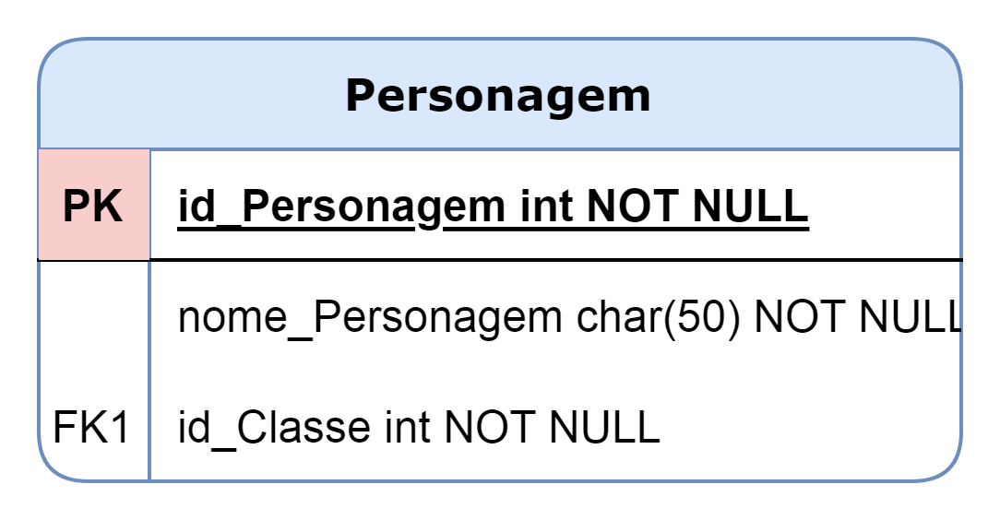 Personagem
PK id_Personagem int NOT NULL
nome_Personagem char(50) NOT NULL
FK1 id_Classe int NOT NULL